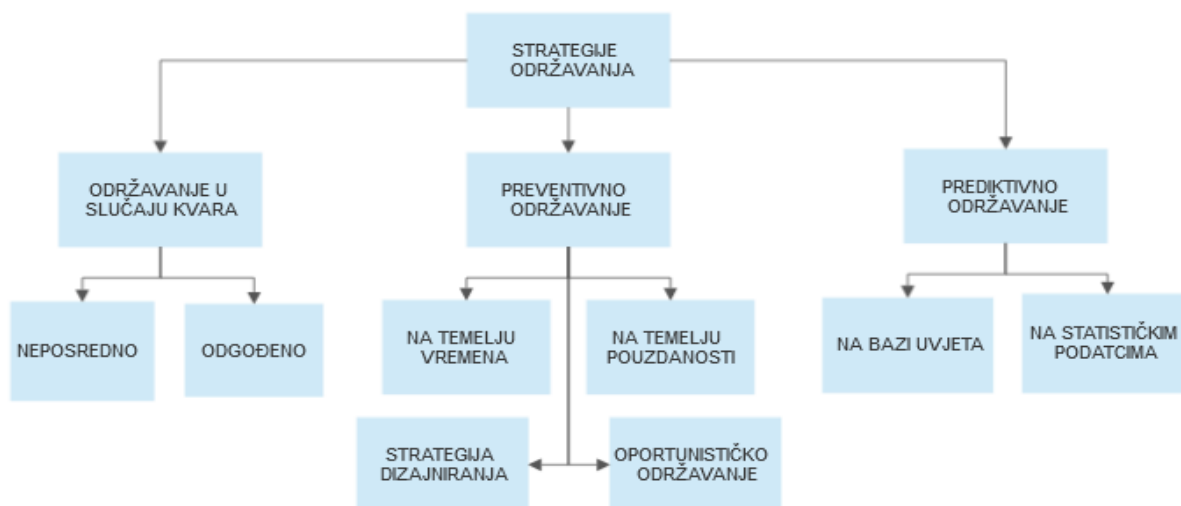 STRATEGIJE
ODRŽAVANJA
ODRŽAVANJE U
SLUČAJU KVARA
PREVENTIVNO
ODRŽAVANJE
PREDIKTIVNO
ODRŽAVANJE
NEPOSREDNO
ODGOĐENO
NA TEMELJU
VREMENA
NA TEMELJU
POUZDANOSTI
NA BAZI UVJETA
NA STATISTIČKIM
PODATCIMA
STRATEGIJA
DIZAJNIRANJA
OPORTUNISTIČKO
ODRŽAVANJE